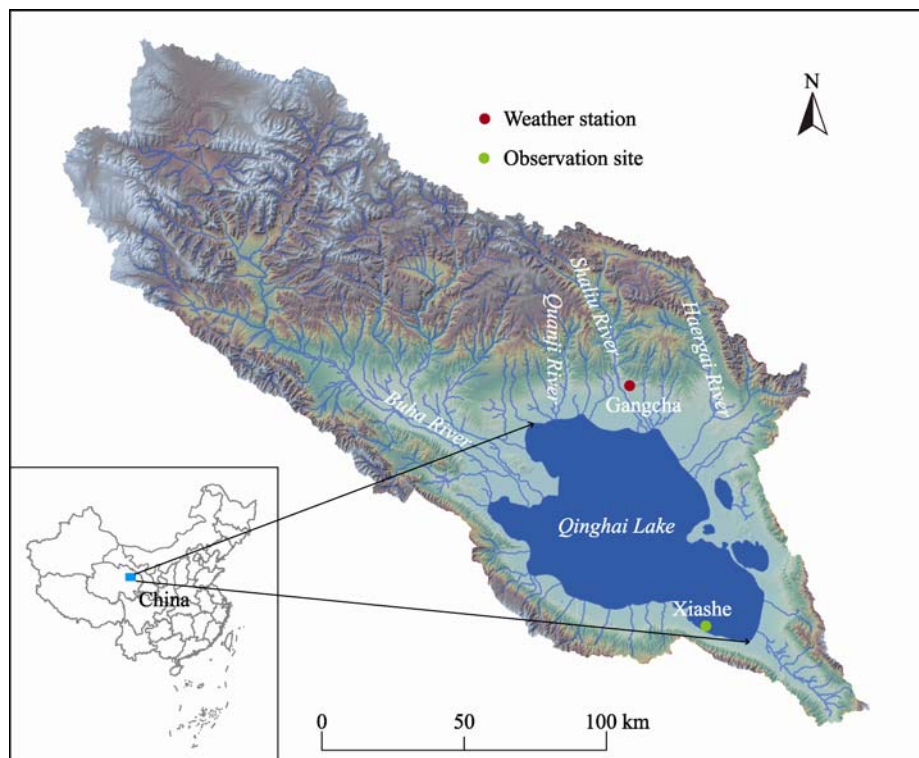 N
Weather station
Observation site
Quanji River
Shaliu River
Haergai River
Gangcha
Buha River
Qinghai Lake
Xiashe
China
0 50 100 km